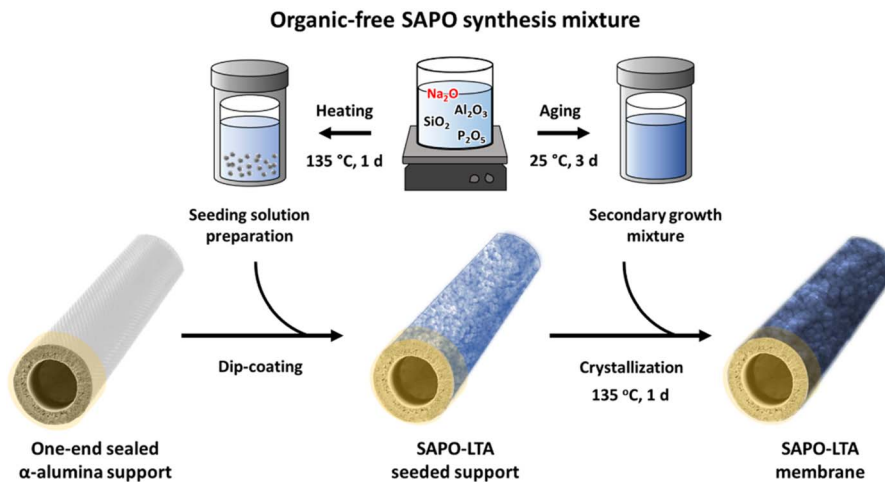 Organic-free SAPO synthesis mixture
Heating
135 °C, 1 d
Na₂O
Al₂O₃
SiO₂
P₂O₅
Aging
25 °C, 3 d
Seeding solution
preparation
Secondary growth
mixture
Dip-coating
Crystallization
135 °C, 1 d
One-end sealed
α-alumina support
SAPO-LTA
seeded support
SAPO-LTA
membrane